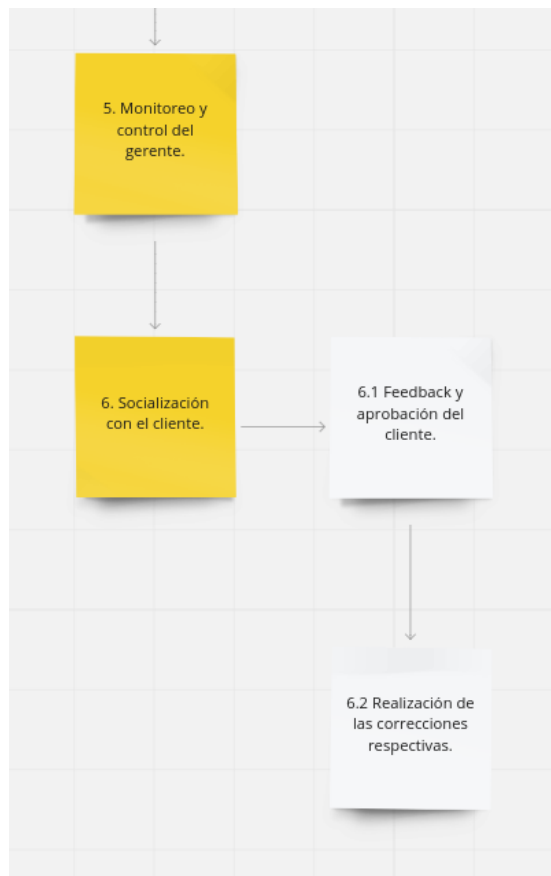 5. Monitoreo y
control del
gerente.
6. Socialización
con el cliente.
6.1 Feedback y
aprobación del
cliente.
6.2 Realización de
las correcciones
respectivas.